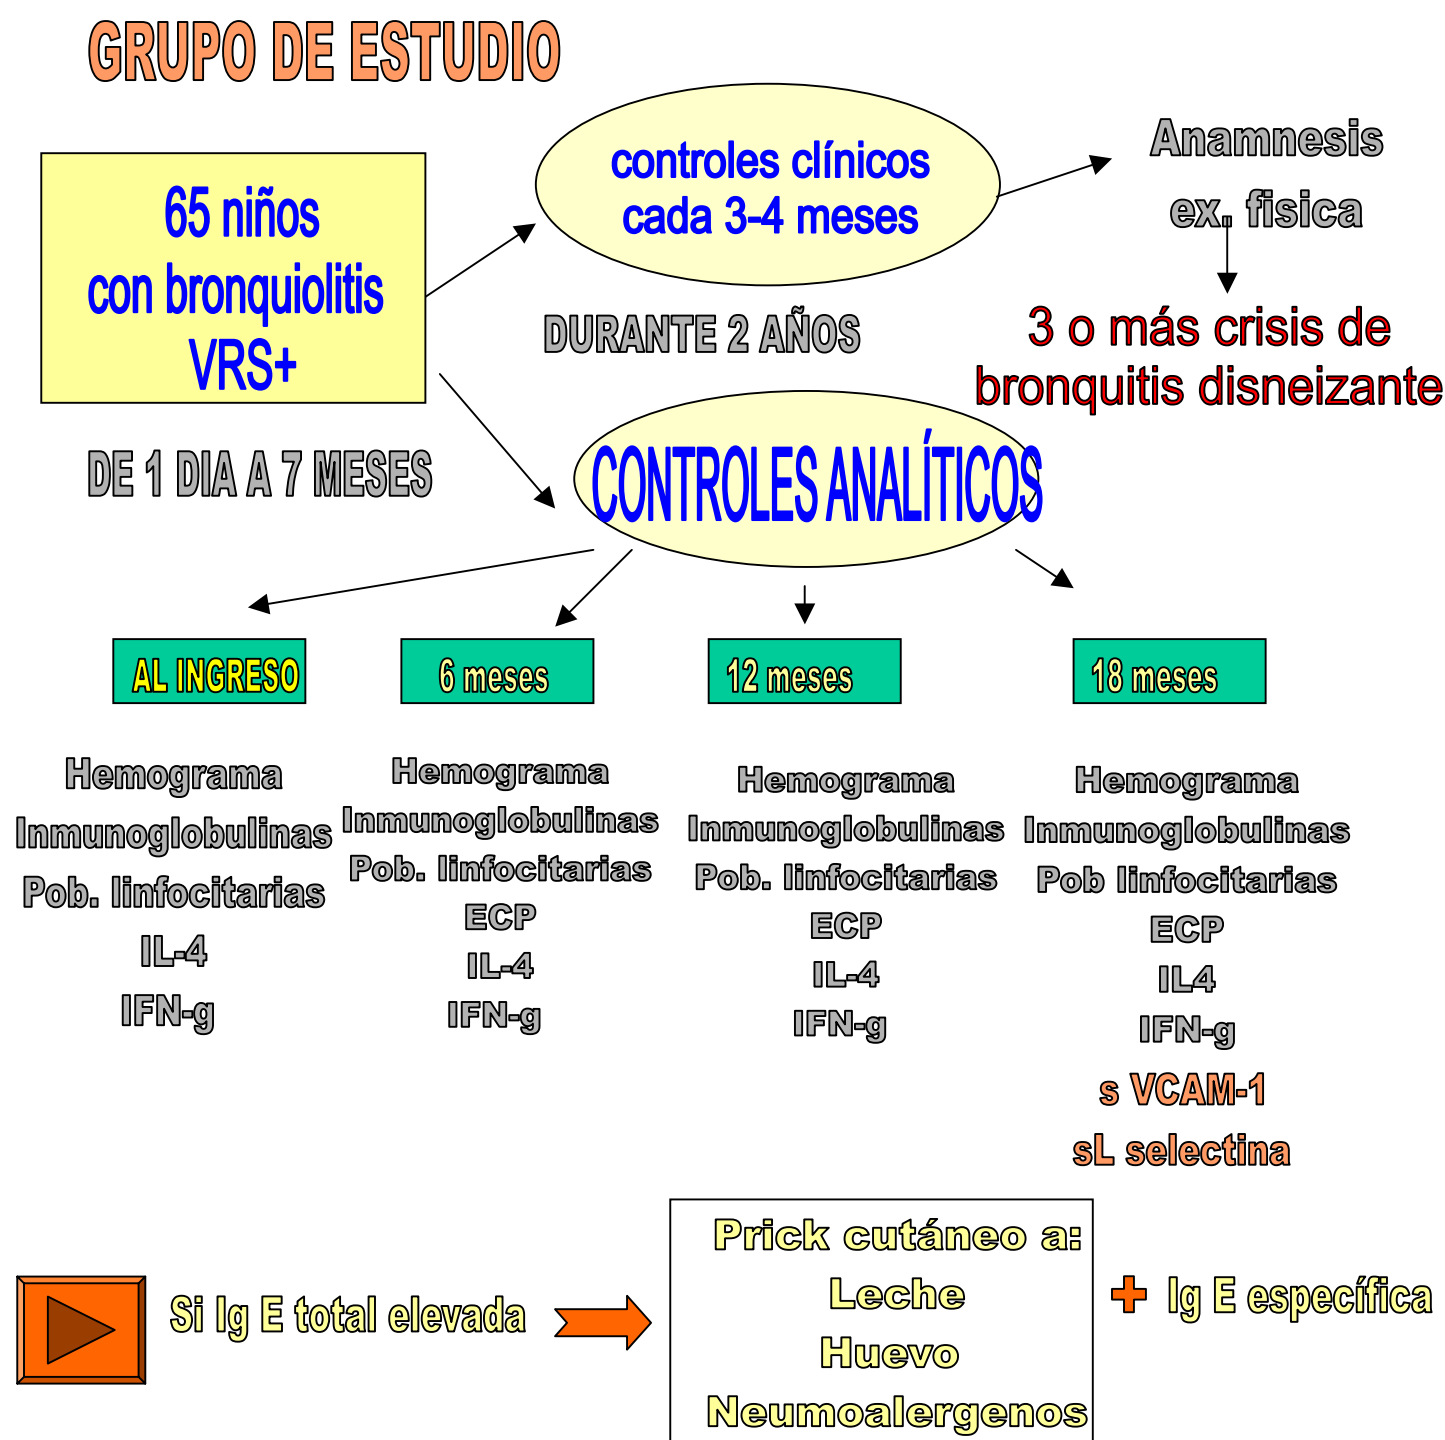 GRUPO DE ESTUDIO
65 niños
con bronquiolitis
VRS+
DE 1 DIA A 7 MESES
controles clínicos
cada 3-4 meses
DURANTE 2 AÑOS
Anamnesis
ex. fisica
3 o más crisis de
bronquitis disneizante
CONTROLES ANALÍTICOS
AL INGRESO
Hemograma
Inmunoglobulinas
Pob. linfocitarias
IL-4
IFN-g
6 meses
Hemograma
Inmunoglobulinas
Pob. linfocitarias
ECP
IL-4
IFN-g
12 meses
Hemograma
Inmunoglobulinas
Pob. linfocitarias
ECP
IL-4
IFN-g
18 meses
Hemograma
Inmunoglobulinas
Pob linfocitarias
ECP
IL4
IFN-g
s VCAM-1
sL selectina
Si Ig E total elevada
Prick cutáneo a:
Leche
Huevo
Neumoalergenos
+ Ig E específica